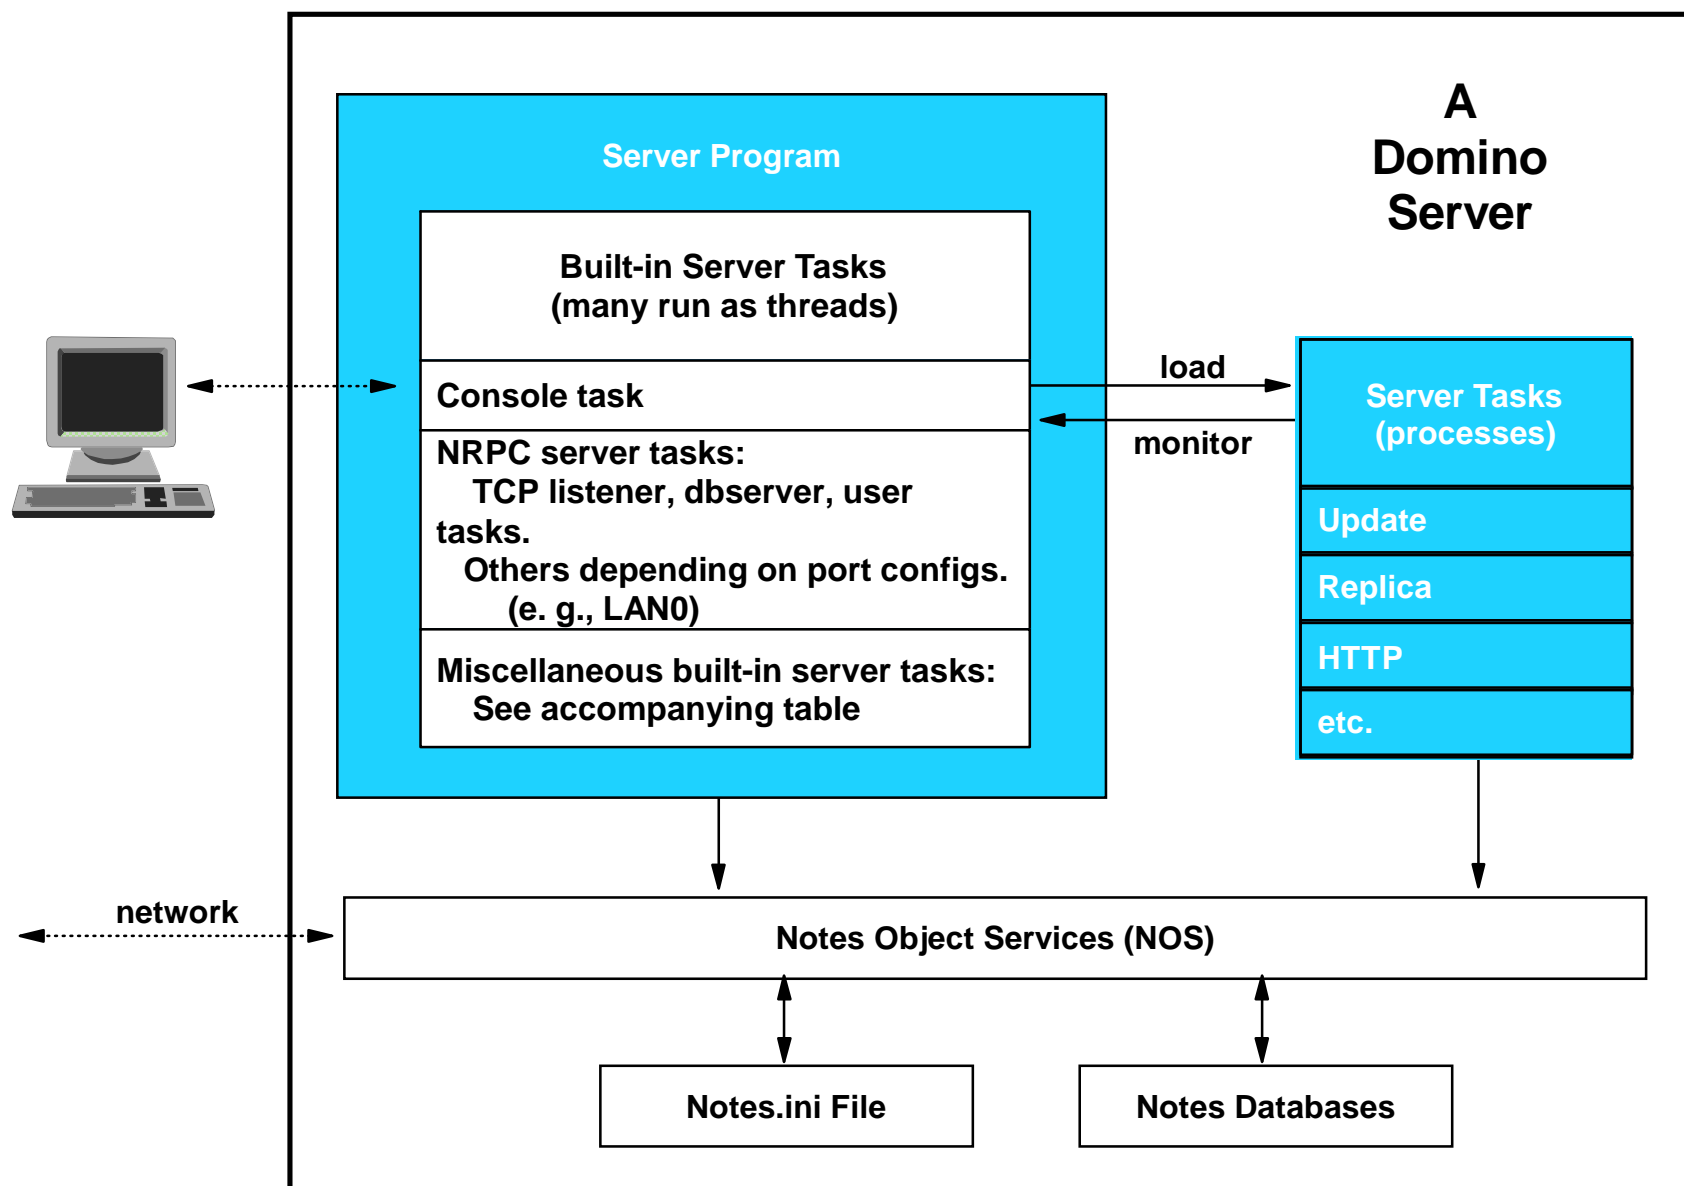 A
Domino
Server
Server Program
Built-in Server Tasks
(many run as threads)
Console task
NRPC server tasks:
TCP listener, dbserver, user
tasks.
Others depending on port configs.
(e. g., LAN0)
Miscellaneous built-in server tasks:
See accompanying table
load
monitor
Server Tasks
(processes)
Update
Replica
HTTP
etc.
network
Notes Object Services (NOS)
Notes.ini File
Notes Databases